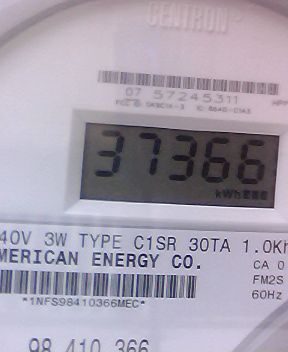 CENTRON
07 57245311
37366
kWh
40V 3W TYPE C1SR 30TA 1.0Kh
MERICAN ENERGY CO.
CA 0
FM2S
60Hz
*1NFS98410366MEC*
98 410 366